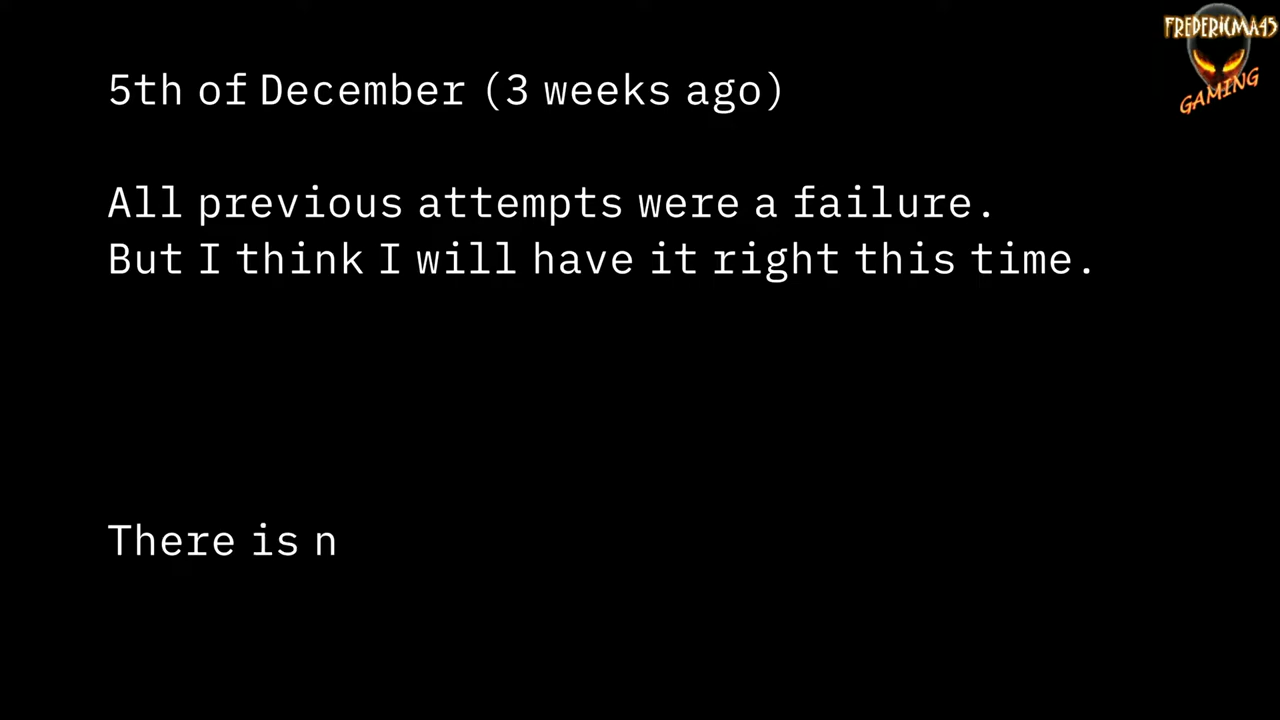 FREDERICMA45
GAMING
5th of December (3 weeks ago)
All previous attempts were a failure.
But I think I will have it right this time.
There is n